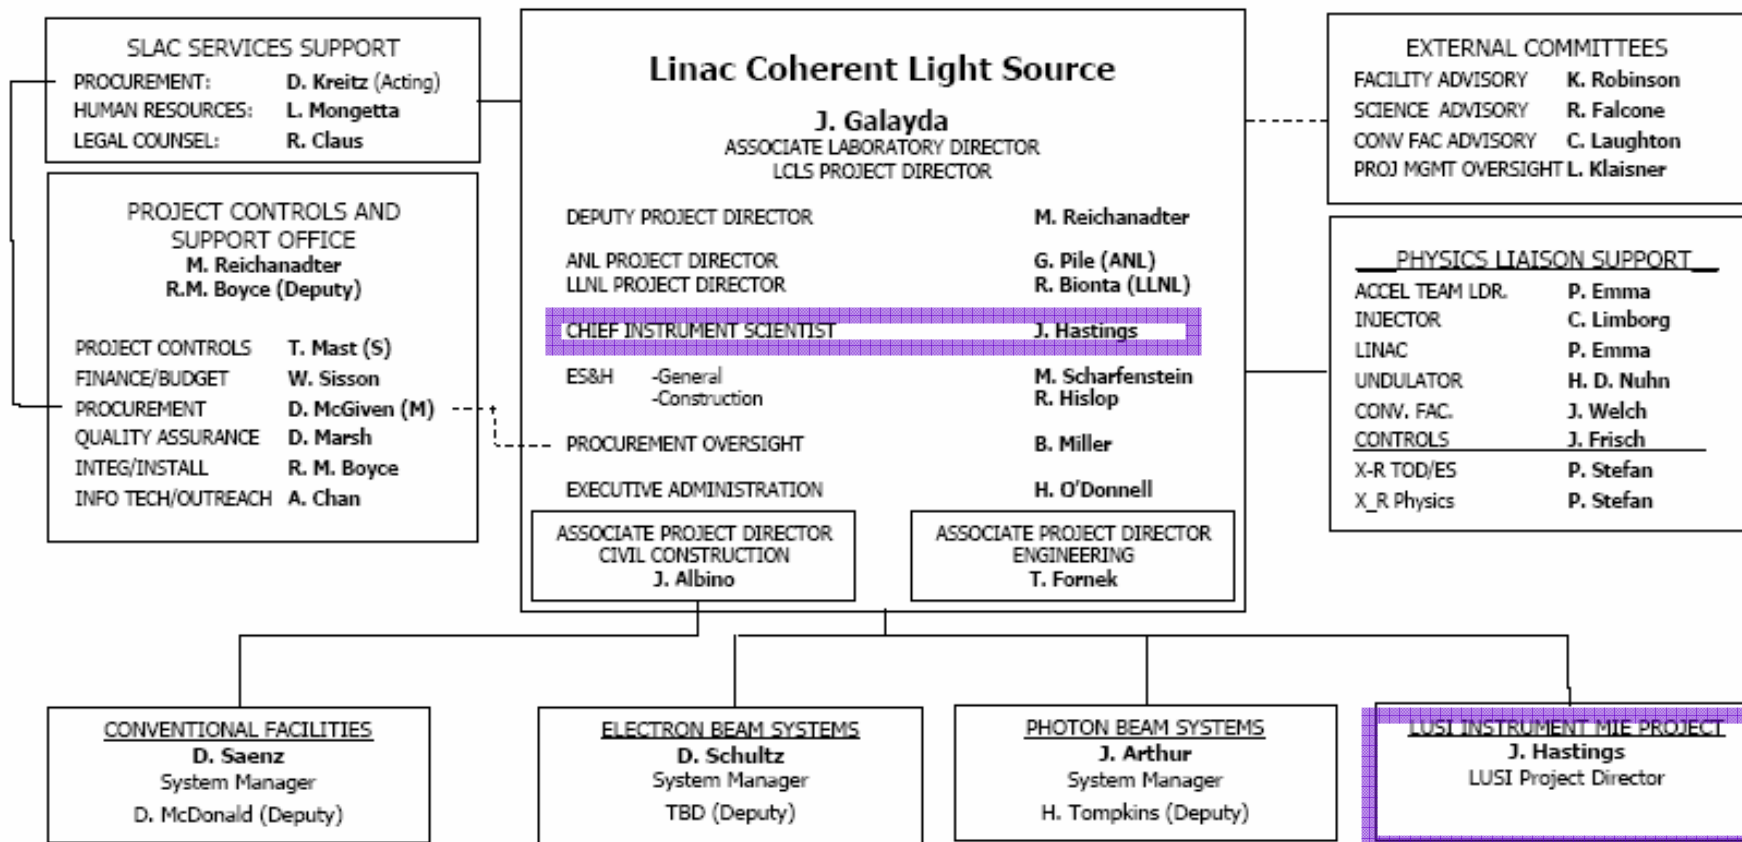 SLAC SERVICES SUPPORT
PROCUREMENT: D. Kreitz (Acting)
HUMAN RESOURCES: L. Mongetta
LEGAL COUNSEL: R. Claus
PROJECT CONTROLS AND
SUPPORT OFFICE
M. Reichanadter
R.M. Boyce (Deputy)
PROJECT CONTROLS T. Mast (S)
FINANCE/BUDGET W. Sisson
PROCUREMENT D. McGiven (M)
QUALITY ASSURANCE D. Marsh
INTEG/INSTALL R. M. Boyce
INFO TECH/OUTREACH A. Chan
Linac Coherent Light Source
J. Galayda
ASSOCIATE LABORATORY DIRECTOR
LCLS PROJECT DIRECTOR
DEPUTY PROJECT DIRECTOR M. Reichanadter
ANL PROJECT DIRECTOR G. Pile (ANL)
LLNL PROJECT DIRECTOR R. Bionta (LLNL)
CHIEF INSTRUMENT SCIENTIST J. Hastings
ES&H -General M. Scharfenstein
-Construction R. Hislop
PROCUREMENT OVERSIGHT B. Miller
EXECUTIVE ADMINISTRATION H. O'Donnell
ASSOCIATE PROJECT DIRECTOR
CIVIL CONSTRUCTION
J. Albino
ASSOCIATE PROJECT DIRECTOR
ENGINEERING
T. Fornek
EXTERNAL COMMITTEES
FACILITY ADVISORY K. Robinson
SCIENCE ADVISORY R. Falcone
CONV FAC ADVISORY C. Laughton
PROJ MGMT OVERSIGHT L. Klaisner
PHYSICS LIAISON SUPPORT
ACCEL TEAM LDR. P. Emma
INJECTOR C. Limborg
LINAC P. Emma
UNDULATOR H. D. Nuhn
CONV. FAC. J. Welch
CONTROLS J. Frisch
X-R TOD/ES P. Stefan
X_R Physics P. Stefan
CONVENTIONAL FACILITIES
D. Saenz
System Manager
D. McDonald (Deputy)
ELECTRON BEAM SYSTEMS
D. Schultz
System Manager
TBD (Deputy)
PHOTON BEAM SYSTEMS
J. Arthur
System Manager
H. Tompkins (Deputy)
LUSI INSTRUMENT MIE PROJECT
J. Hastings
LUSI Project Director